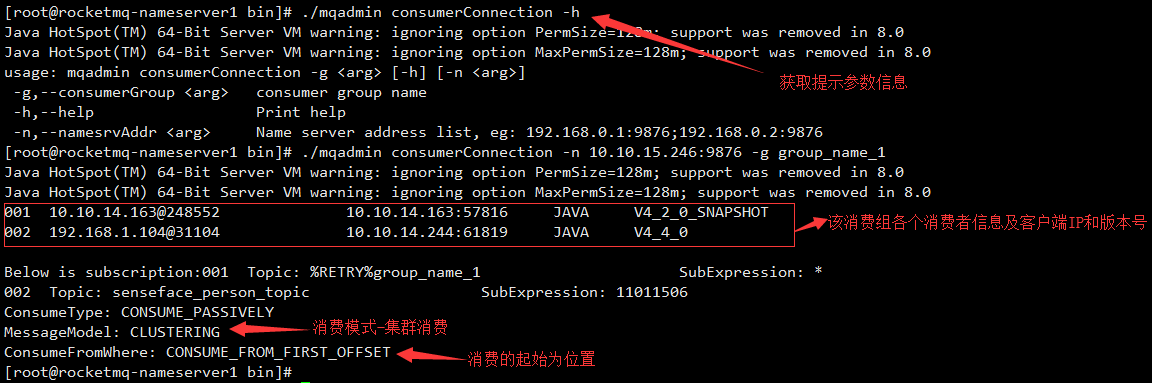 [root@rocketmq-nameserver1 bin]# ./mqadmin consumerConnection -h
Java HotSpot(TM) 64-Bit Server VM warning: ignoring option PermSize=128m; support was removed in 8.0
Java HotSpot(TM) 64-Bit Server VM warning: ignoring option MaxPermSize=128m; support was removed in 8.0
usage: mqadmin consumerConnection -g <arg> [-h] [-n <arg>]
获取提示参数信息
-g,--consumerGroup <arg>   consumer group name
-h,--help                  Print help
-n,--namesrvAddr <arg>     Name server address list, eg: 192.168.0.1:9876;192.168.0.2:9876
[root@rocketmq-nameserver1 bin]# ./mqadmin consumerConnection -n 10.10.15.246:9876 -g group_name_1
Java HotSpot(TM) 64-Bit Server VM warning: ignoring option PermSize=128m; support was removed in 8.0
Java HotSpot(TM) 64-Bit Server VM warning: ignoring option MaxPermSize=128m; support was removed in 8.0
001  10.10.14.163@248552              10.10.14.163:57816     JAVA     V4_2_0_SNAPSHOT
该消费组各个消费者信息及客户端IP和版本号
002  192.168.1.104@31104              10.10.14.244:61819     JAVA     V4_4_0
Below is subscription:001  Topic: %RETRY%group_name_1                      SubExpression: *
002  Topic: senseface_person_topic                   SubExpression: 11011506
ConsumeType: CONSUME_PASSIVELY
MessageModel: CLUSTERING 消费模式-集群消费
ConsumeFromWhere: CONSUME_FROM_FIRST_OFFSET 消费的起始为位置
[root@rocketmq-nameserver1 bin]#